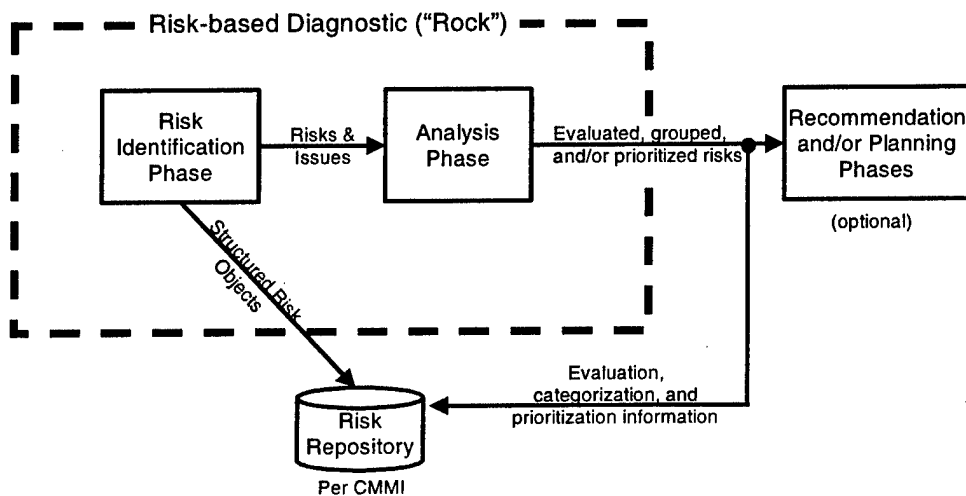 Risk-based Diagnostic (“Rock”)
Risk
Identification
Phase
Risks &
Issues
Analysis
Phase
Evaluated, grouped,
and/or prioritized risks
Recommendation
and/or Planning
Phases
(optional)
Structured Risk
Objects
Evaluation,
categorization, and
prioritization information
Risk
Repository
Per CMMI